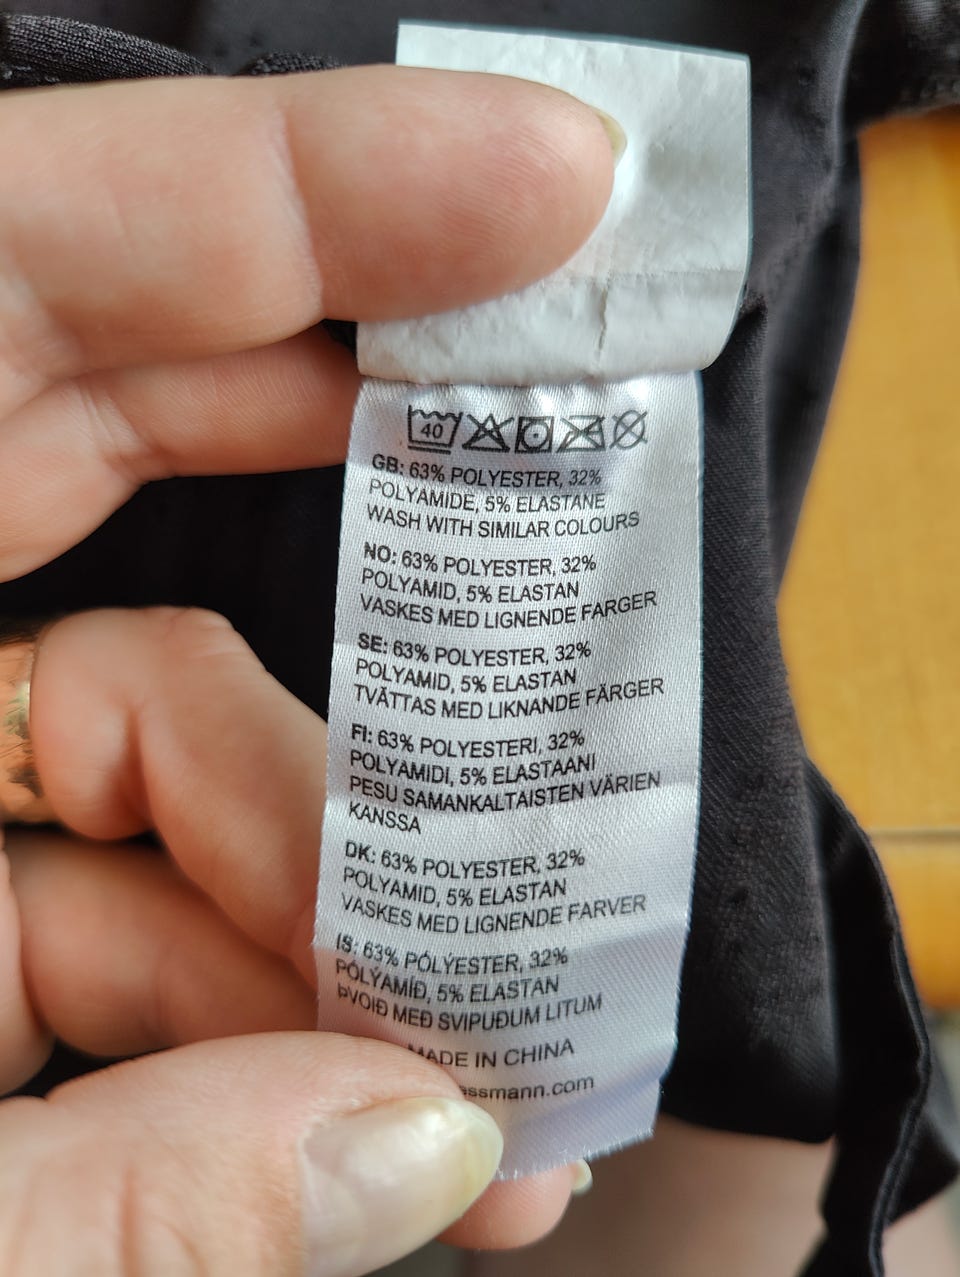 40
GB: 63% POLYESTER, 32%
POLYAMIDE, 5% ELASTANE
WASH WITH SIMILAR COLOURS
NO: 63% POLYESTER, 32%
POLYAMID, 5% ELASTAN
VASKES MED LIGNENDE FARGER
SE: 63% POLYESTER, 32%
POLYAMID, 5% ELASTAN
TVÄTTAS MED LIKNANDE FÄRGER
FI: 63% POLYESTERI, 32%
POLYAMIDI, 5% ELASTAANI
PESU SAMANKALTAISTEN VÄRIEN
KANSSA
DK: 63% POLYESTER, 32%
POLYAMID, 5% ELASTAN
VASKES MED LIGNENDE FARVER
IS: 63% PÓLÝESTER, 32%
PÓLÝAMÍÐ, 5% ELASTAN
ÞVOIÐ MEÐ SVIPUÐUM LITUM
MADE IN CHINA
ssmann.com